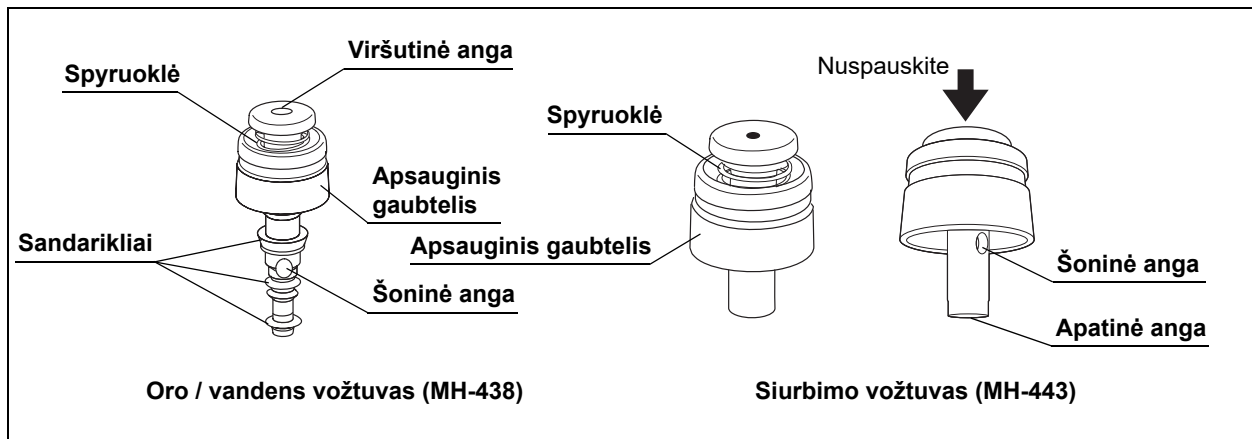 Viršutinė anga
Spyruoklė
Apsauginis
gaubtelis
Sandarikliai
Šoninė anga
Oro / vandens vožtuvas (MH-438)
Nuspauskite
Spyruoklė
Apsauginis gaubtelis
Šoninė anga
Apatinė anga
Siurbimo vožtuvas (MH-443)